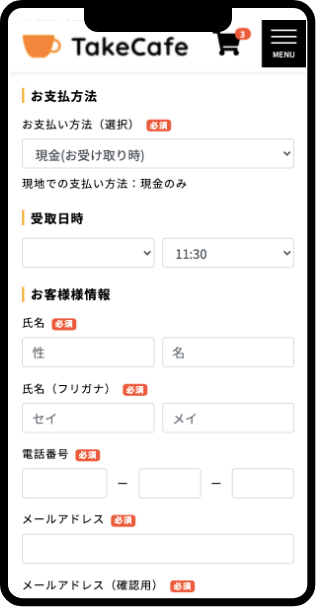 TakeCafe
3
MENU
お支払方法
お支払い方法（選択） 必須
現金(お受け取り時)
現地での支払い方法：現金のみ
受取日時
11:30
お客様様情報
氏名 必須
性 名
氏名（フリガナ） 必須
セイ メイ
電話番号 必須
– –
メールアドレス 必須
メールアドレス（確認用） 必須